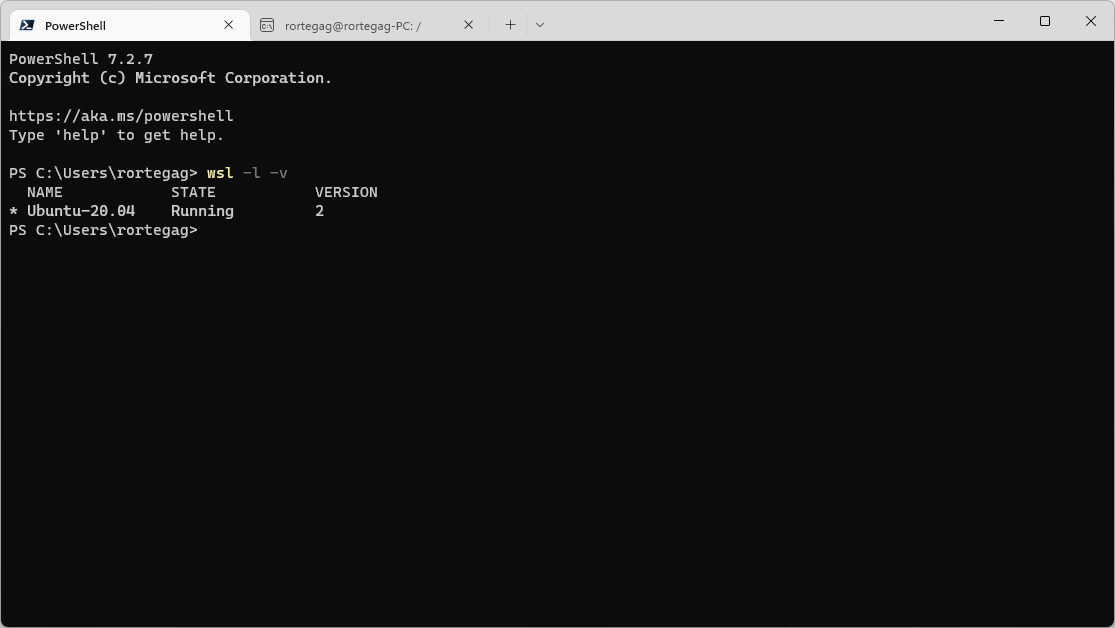 PowerShell
rortegag@rortegag-PC: /
PowerShell 7.2.7
Copyright (c) Microsoft Corporation.
https://aka.ms/powershell
Type 'help' to get help.
PS C:\Users\rortegag> wsl -l -v
  NAME            STATE           VERSION
* Ubuntu-20.04    Running         2
PS C:\Users\rortegag>